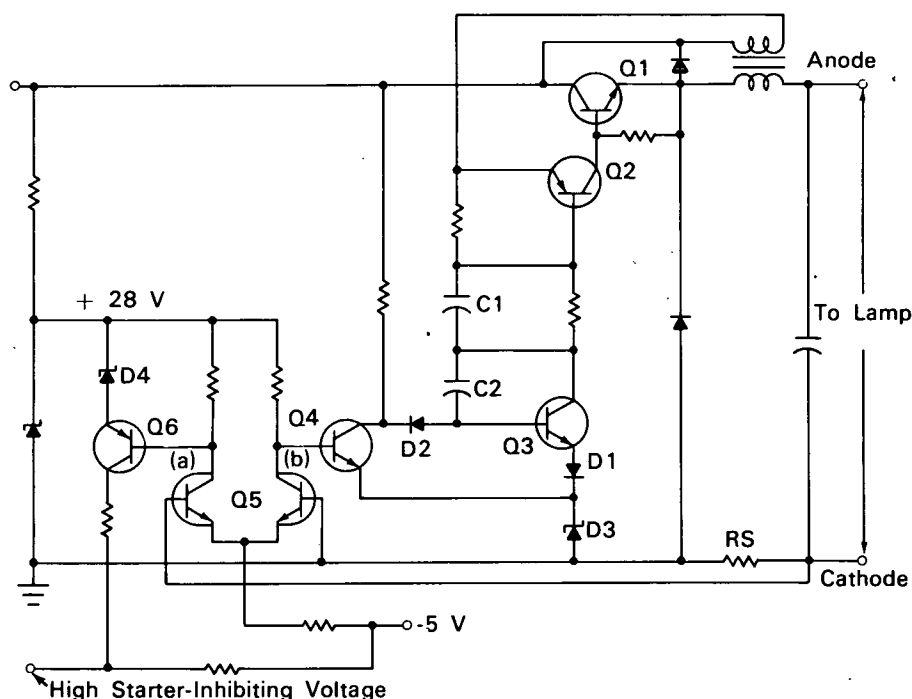 Q1
Anode
Q2
+ 28 V
C1
To Lamp
D4
C2
Q4
Q6
D2
Q3
(a)
(b)
D1
Q5
D3
RS
Cathode
-5 V
High Starter-Inhibiting Voltage